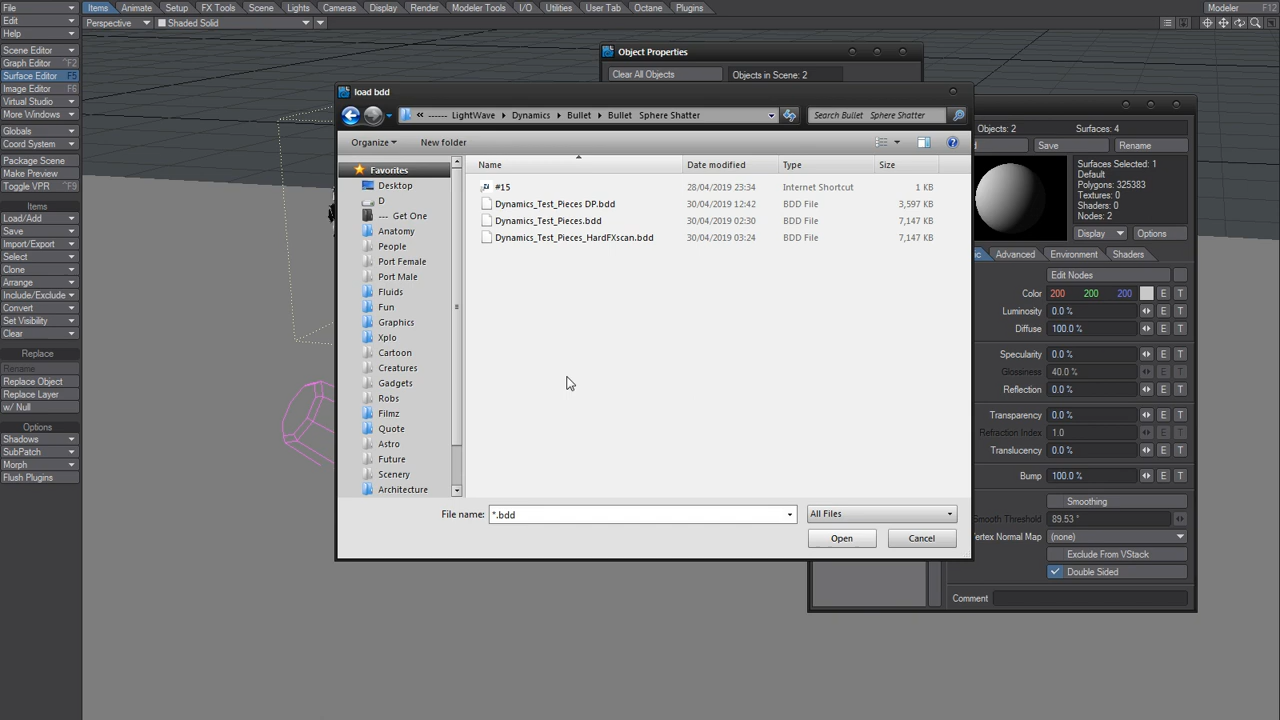 File Items Animate Setup FX Tools Scene Lights Cameras Display Render Modeler Tools I/O Utilities User Tab Octane Plugins Modeler F12
Edit Perspective Shaded Solid
Help
Scene Editor
Graph Editor ^F2
Surface Editor F5
Image Editor F6
Virtual Studio
More Windows
Globals
Coord System
Package Scene
Make Preview
Toggle VPR ^F9
Items
Load/Add
Save
Import/Export
Select
Clone
Arrange
Include/Exclude
Convert
Set Visibility
Clear
Replace
Rename
Replace Object
Replace Layer
w/ Null
Options
Shadows
SubPatch
Morph
Flush Plugins
Object Properties
Clear All Objects Objects in Scene: 2
load bdd
« ------ LightWave Dynamics Bullet Bullet Sphere Shatter Search Bullet Sphere Shatter
Organize New folder
Favorites
Desktop
D
--- Get One
Anatomy
People
Port Female
Port Male
Fluids
Fun
Graphics
Xplo
Cartoon
Creatures
Gadgets
Robs
Filmz
Quote
Astro
Future
Scenery
Architecture
Name Date modified Type Size
#15 28/04/2019 23:34 Internet Shortcut 1 KB
Dynamics_Test_Pieces DP.bdd 30/04/2019 12:42 BDD File 3,597 KB
Dynamics_Test_Pieces.bdd 30/04/2019 02:30 BDD File 7,147 KB
Dynamics_Test_Pieces_HardFXscan.bdd 30/04/2019 03:24 BDD File 7,147 KB
File name: *.bdd All Files
Open Cancel
Objects: 2 Surfaces: 4
Save Rename
Surfaces Selected: 1
Default
Polygons: 325383
Textures: 0
Shaders: 0
Nodes: 2
Display Options
Advanced Environment Shaders
Edit Nodes
Color 200 200 200 E T
Luminosity 0.0 % E T
Diffuse 100.0 % E T
Specularity 0.0 % E T
Glossiness 40.0 % E T
Reflection 0.0 % E T
Transparency 0.0 % E T
Refraction Index 1.0 E T
Translucency 0.0 % E T
Bump 100.0 % E T
Smoothing
Smooth Threshold 89.53 °
Vertex Normal Map (none)
Exclude From VStack
Double Sided
Comment